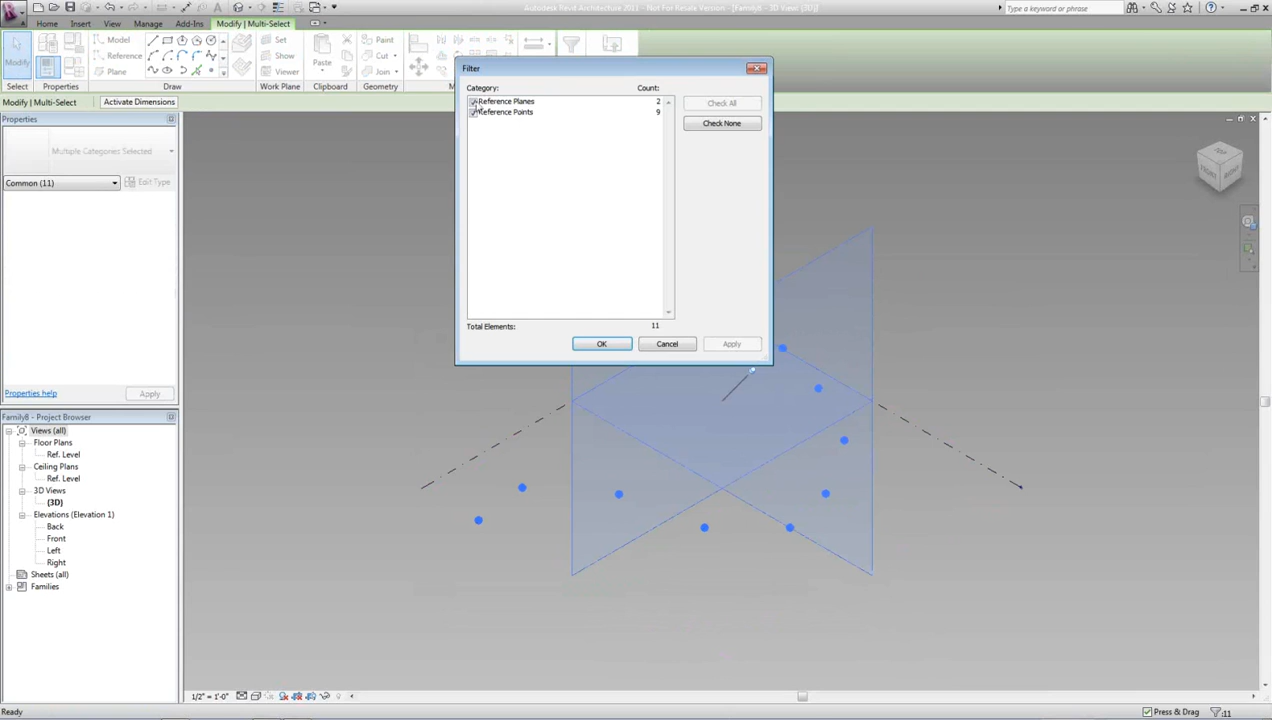 Autodesk Revit Architecture 2011 - Not For Resale Version - [Family8 - 3D View: {3D}]
Type a keyword or phrase
Home Insert View Manage Add-Ins Modify | Multi-Select
Modify Model Reference Plane Set Show Viewer Paste Paint Cut Join
Select Properties Draw Work Plane Clipboard Geometry
Modify | Multi-Select Activate Dimensions
Properties
Multiple Categories Selected
Common (11) Edit Type
Properties help Apply
Family8 - Project Browser
Views (all)
Floor Plans
Ref. Level
Ceiling Plans
Ref. Level
3D Views
{3D}
Elevations (Elevation 1)
Back
Front
Left
Right
Sheets (all)
Families
Filter
Category: Count:
Reference Planes 2
Reference Points 9
Check All
Check None
Total Elements: 11
OK Cancel Apply
TOP
FRONT RIGHT
1/2" = 1'-0"
Ready
Press & Drag :11